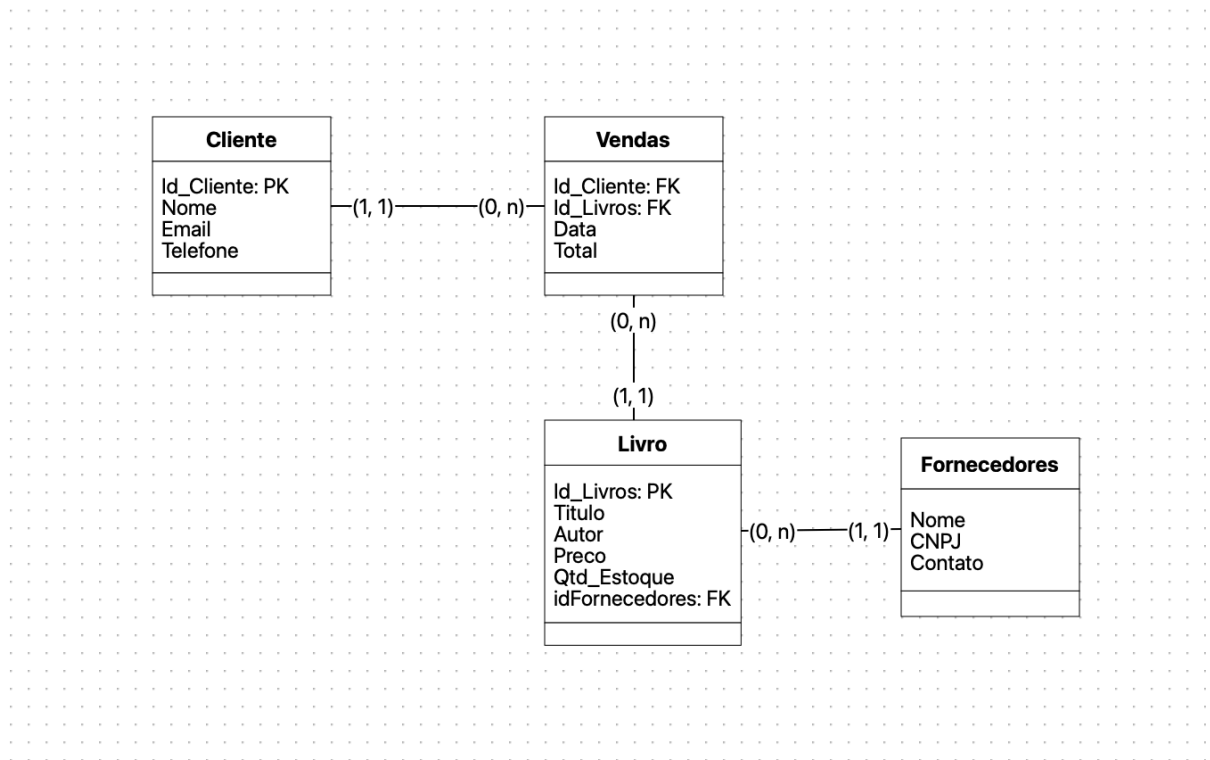 Cliente
Id_Cliente: PK
Nome
Email
Telefone
(1, 1)
(0, n)
Vendas
Id_Cliente: FK
Id_Livros: FK
Data
Total
(0, n)
(1, 1)
Livro
Id_Livros: PK
Titulo
Autor
Preco
Qtd_Estoque
idFornecedores: FK
(0, n)
(1, 1)
Fornecedores
Nome
CNPJ
Contato